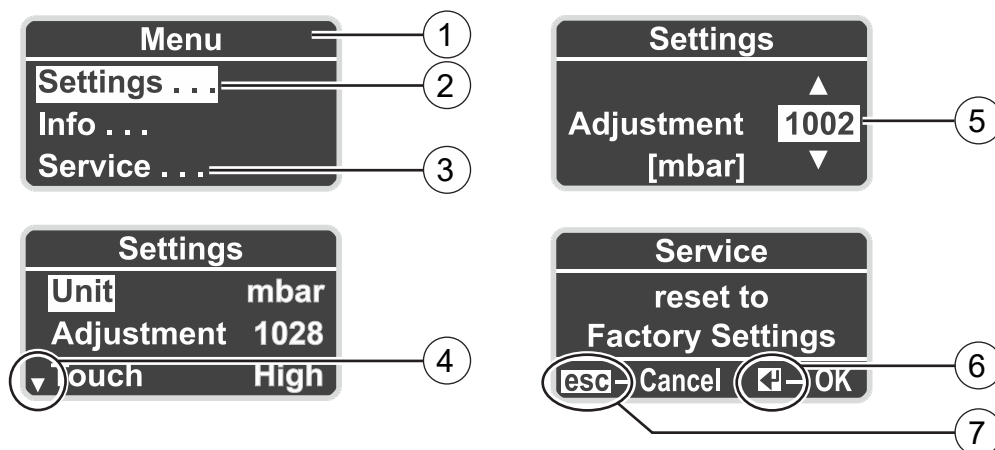 Menu
1
Settings . . .
2
Info . . .
Service . . .
3
Settings
Adjustment 1002
5
[mbar]
Settings
Unit mbar
Adjustment 1028
Touch High
4
Service
reset to
Factory Settings
esc – Cancel – OK
6
7